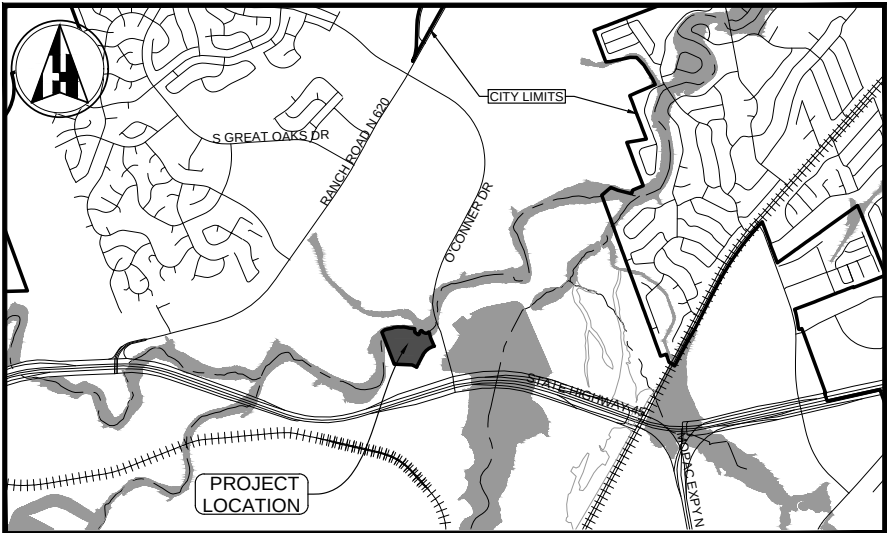 CITY LIMITS
S GREAT OAKS DR
RANCH ROAD N 620
O'CONNER DR
STATE HIGHWAY 45
PROJECT
LOCATION
MOPAC EXPY N